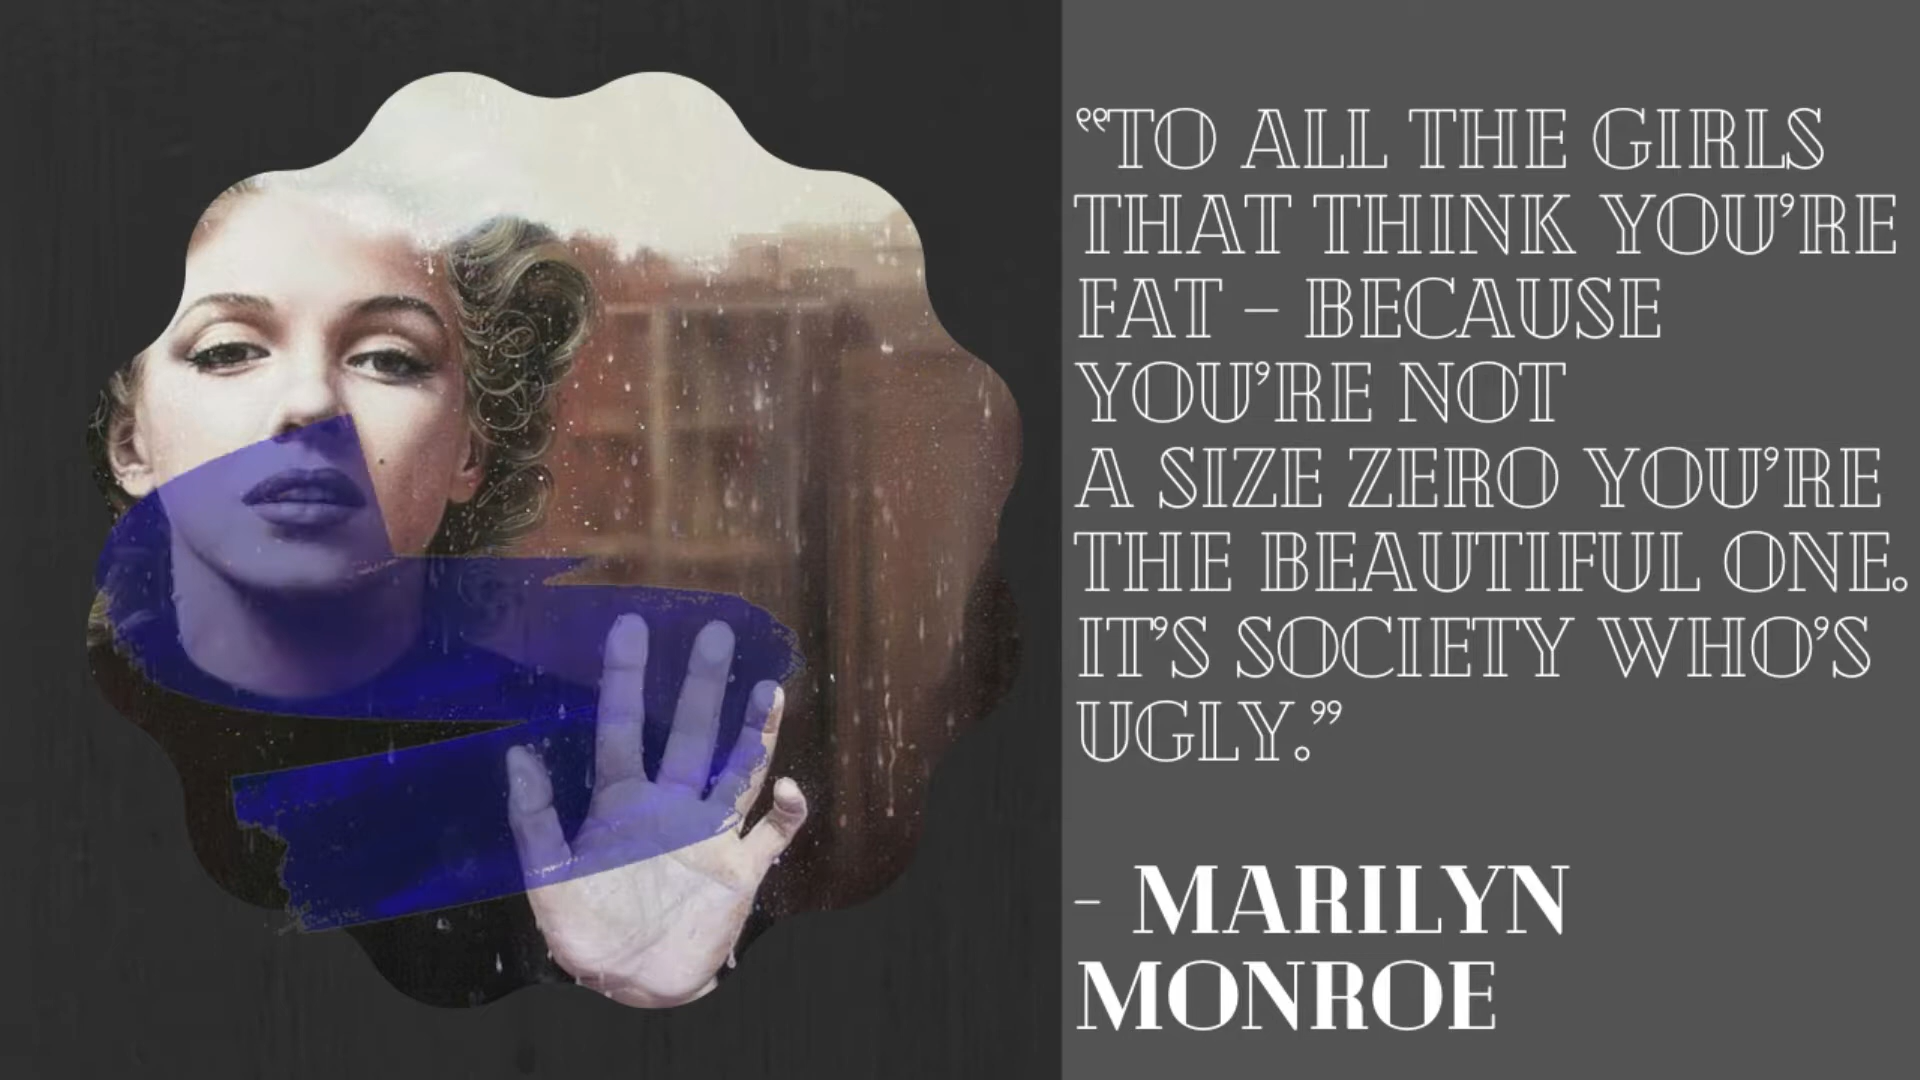 “TO ALL THE GIRLS
THAT THINK YOU’RE
FAT – BECAUSE
YOU’RE NOT
A SIZE ZERO YOU’RE
THE BEAUTIFUL ONE.
IT’S SOCIETY WHO’S
UGLY.”
- MARILYN
MONROE